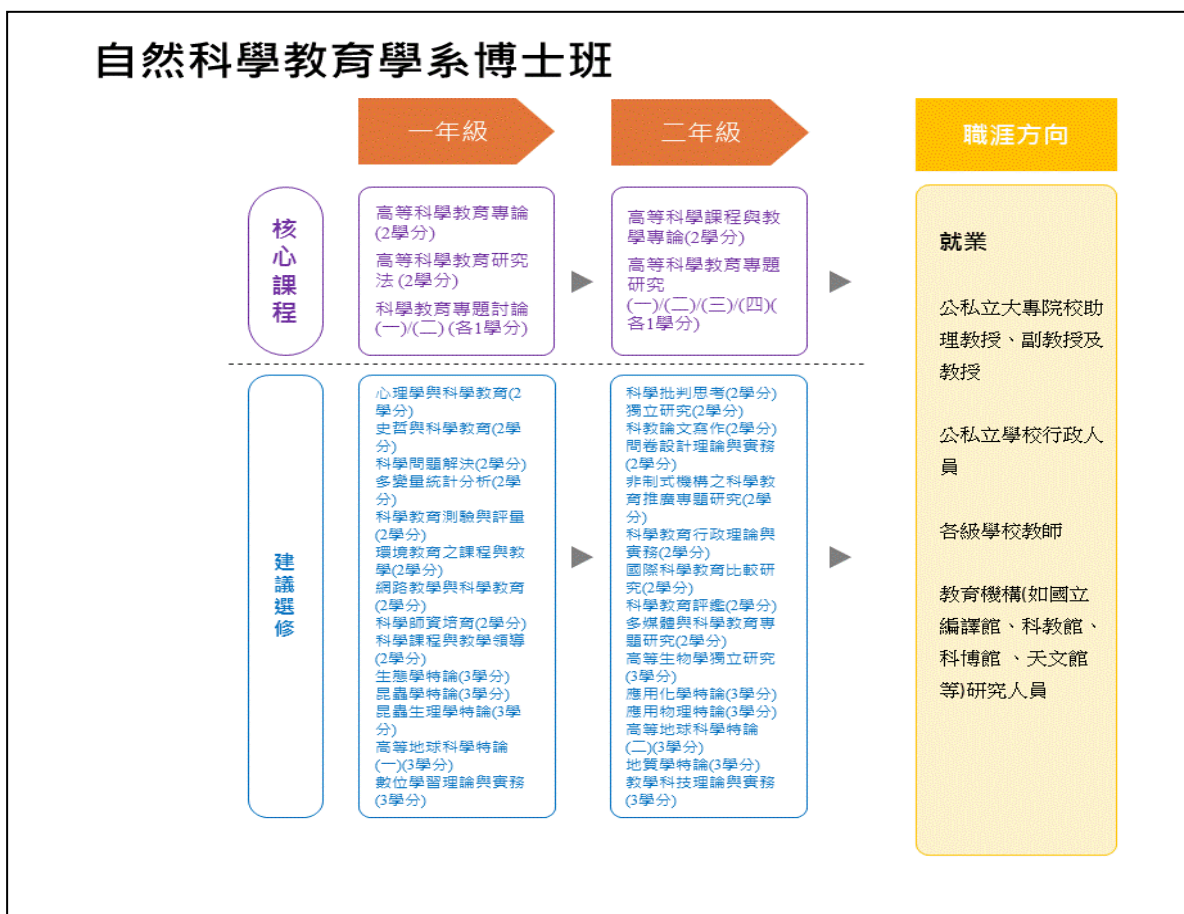 自然科學教育學系博士班
一年級
二年級
職涯方向
核
心
課
程
高等科學教育專論
(2學分)
高等科學教育研究
法 (2學分)
科學教育專題討論
(一)/(二) (各1學分)
高等科學課程與教
學專論(2學分)
高等科學教育專題
研究
(一)/(二)/(三)/(四)(
各1學分)
建
議
選
修
心理學與科學教育(2
學分)
史哲與科學教育(2學
分)
科學問題解決(2學分)
多變量統計分析(2學
分)
科學教育測驗與評量
(2學分)
環境教育之課程與教
學(2學分)
網路教學與科學教育
(2學分)
科學師資培育(2學分)
科學課程與教學領導
(2學分)
生態學特論(3學分)
昆蟲學特論(3學分)
昆蟲生理學特論(3學
分)
高等地球科學特論
(一)(3學分)
數位學習理論與實務
(3學分)
科學批判思考(2學分)
獨立研究(2學分)
科教論文寫作(2學分)
問卷設計理論與實務
(2學分)
非制式機構之科學教
育推廣專題研究(2學
分)
科學教育行政理論與
實務(2學分)
國際科學教育比較研
究(2學分)
科學教育評鑑(2學分)
多媒體與科學教育專
題研究(2學分)
高等生物學獨立研究
(3學分)
應用化學特論(3學分)
應用物理特論(3學分)
高等地球科學特論
(二)(3學分)
地質學特論(3學分)
教學科技理論與實務
(3學分)
就業
公私立大專院校助
理教授、副教授及
教授
公私立學校行政人
員
各級學校教師
教育機構(如國立
編譯館、科教館、
科博館 、天文館
等)研究人員